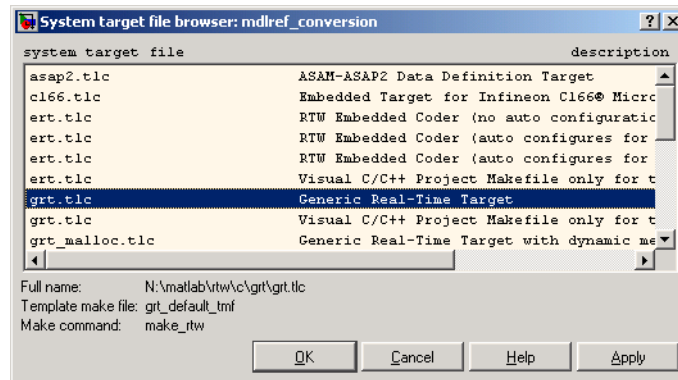 System target file browser: mdlref_conversion
system target file description
asap2.tlc ASAM-ASAP2 Data Definition Target
c166.tlc Embedded Target for Infineon C166® Micro
ert.tlc RTW Embedded Coder (no auto configuratio
ert.tlc RTW Embedded Coder (auto configures for
ert.tlc RTW Embedded Coder (auto configures for
ert.tlc Visual C/C++ Project Makefile only for t
grt.tlc Generic Real-Time Target
grt.tlc Visual C/C++ Project Makefile only for t
grt_malloc.tlc Generic Real-Time Target with dynamic me
Full name: N:\matlab\rtw\c\grt\grt.tlc
Template make file: grt_default_tmf
Make command: make_rtw
OK Cancel Help Apply